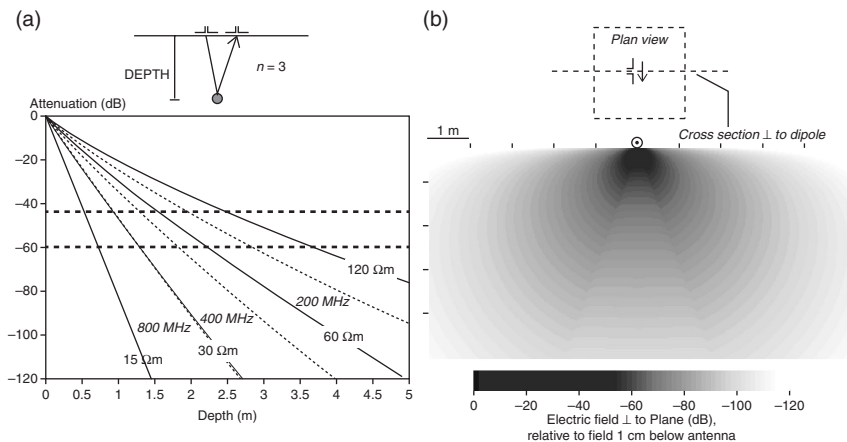 (a)
DEPTH
n = 3
Attenuation (dB)
0
−20
−40
−60
−80
−100
−120
120 Ωm
200 MHz
60 Ωm
400 MHz
800 MHz
30 Ωm
15 Ωm
0 0.5 1 1.5 2 2.5 3 3.5 4 4.5 5
Depth (m)
(b)
Plan view
1 m
Cross section ⊥ to dipole
0 −20 −40 −60 −80 −100 −120
Electric field ⊥ to Plane (dB),
relative to field 1 cm below antenna